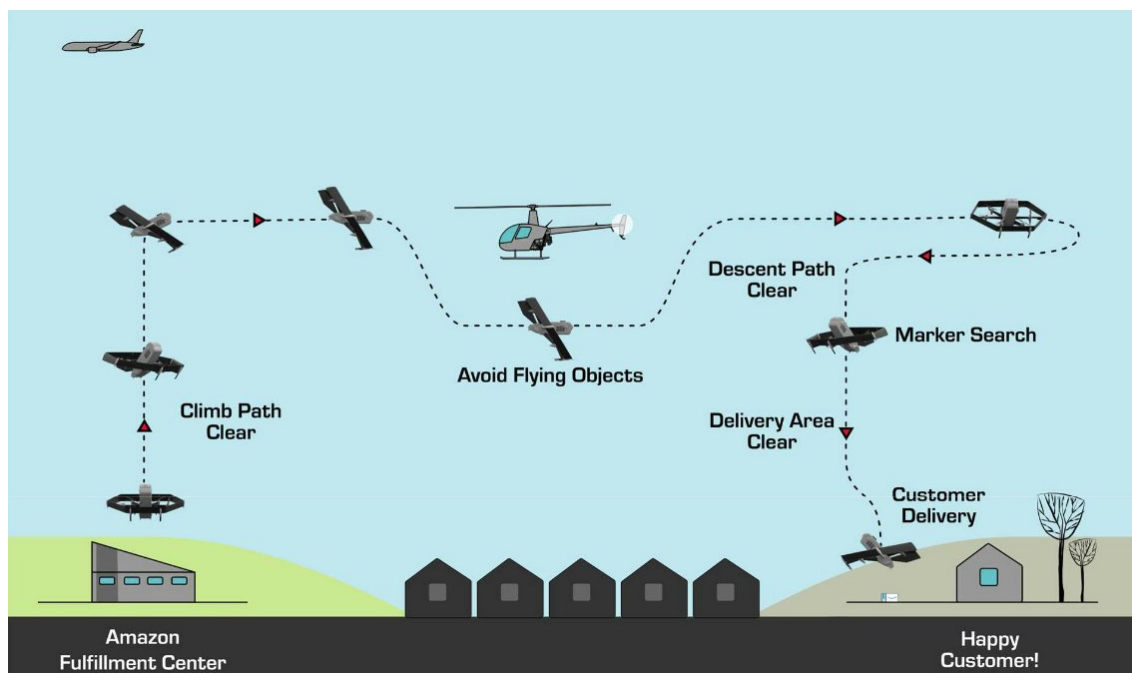 Descent Path
Clear
Marker Search
Avoid Flying Objects
Climb Path
Clear
Delivery Area
Clear
Customer
Delivery
Amazon
Fulfillment Center
Happy
Customer!